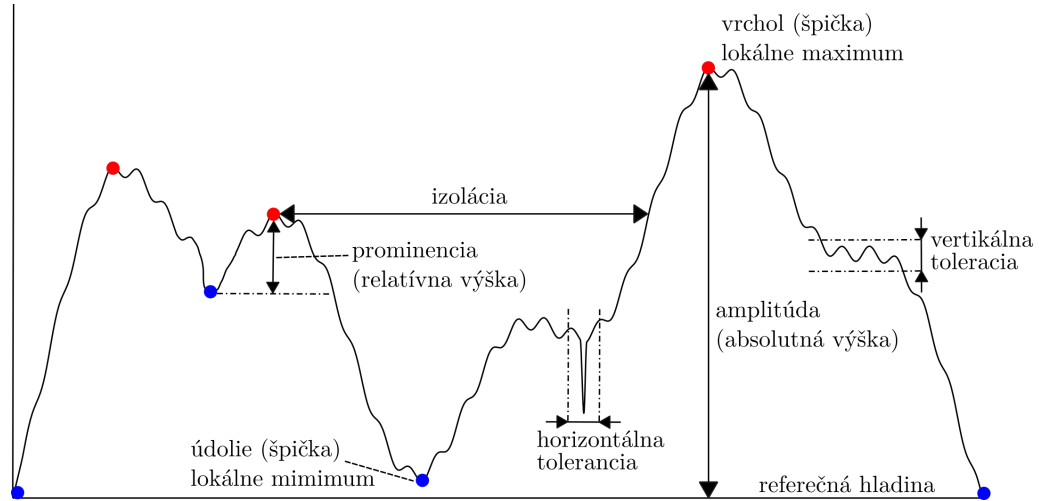 vrchol (špička)
lokálne maximum
izolácia
prominencia
(relatívna výška)
vertikálna
toleracia
amplitúda
(absolutná výška)
horizontálna
tolerancia
údolie (špička)
lokálne mimimum
referečná hladina